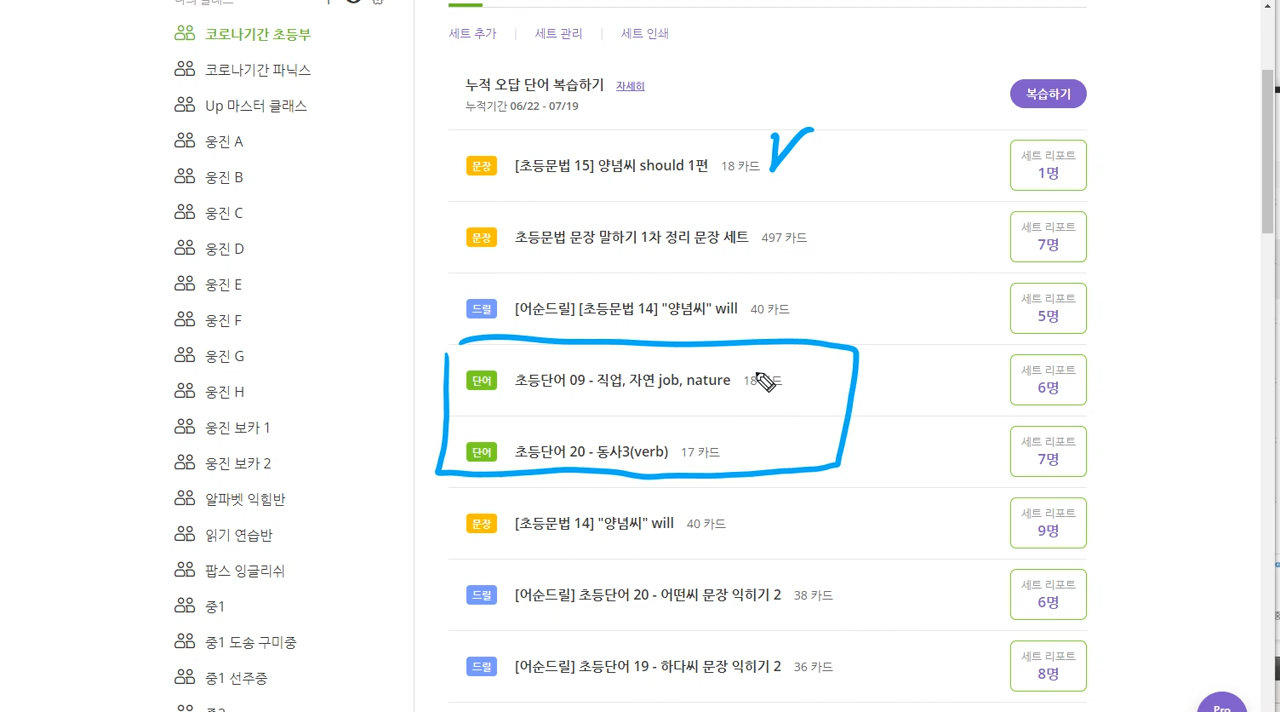 코로나기간 초등부
코로나기간 파닉스
Up 마스터 클래스
웅진 A
웅진 B
웅진 C
웅진 D
웅진 E
웅진 F
웅진 G
웅진 H
웅진 보카 1
웅진 보카 2
알파벳 익힘반
읽기 연습반
팝스 잉글리쉬
중1
중1 도송 구미중
중1 선주중
세트 추가 | 세트 관리 | 세트 인쇄
누적 오답 단어 복습하기 자세히
누적기간 06/22 - 07/19
복습하기
문장 [초등문법 15] 양념씨 should 1편 18 카드
세트 리포트
1명
문장 초등문법 문장 말하기 1차 정리 문장 세트 497 카드
세트 리포트
7명
드릴 [어순드릴] [초등문법 14] "양념씨" will 40 카드
세트 리포트
5명
단어 초등단어 09 - 직업, 자연 job, nature
세트 리포트
6명
단어 초등단어 20 - 동사3(verb) 17 카드
세트 리포트
7명
문장 [초등문법 14] "양념씨" will 40 카드
세트 리포트
9명
드릴 [어순드릴] 초등단어 20 - 어떤씨 문장 익히기 2 38 카드
세트 리포트
6명
드릴 [어순드릴] 초등단어 19 - 하다씨 문장 익히기 2 36 카드
세트 리포트
8명
Pro